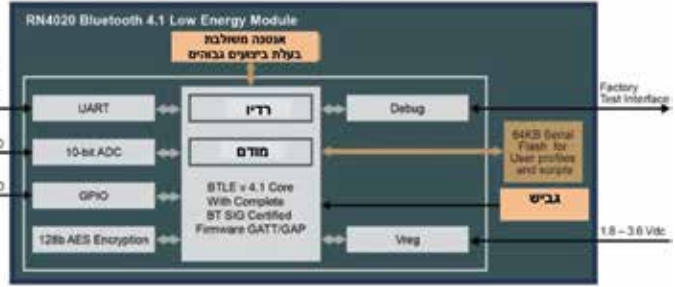 RN4020 Bluetooth 4.1 Low Energy Module
אנטנה משולבת
בעלת ביצועים גבוהים
UART
רדיו
Debug
Factory
Test Interface
10-bit ADC
מודם
64KB Serial
Flash for
User profiles
and scripts
GPIO
BTLE v 4.1 Core
With Complete
BT SIG Certified
Firmware GATT/GAP
גביש
128b AES Encryption
Vreg
1.8 – 3.6 Vdc